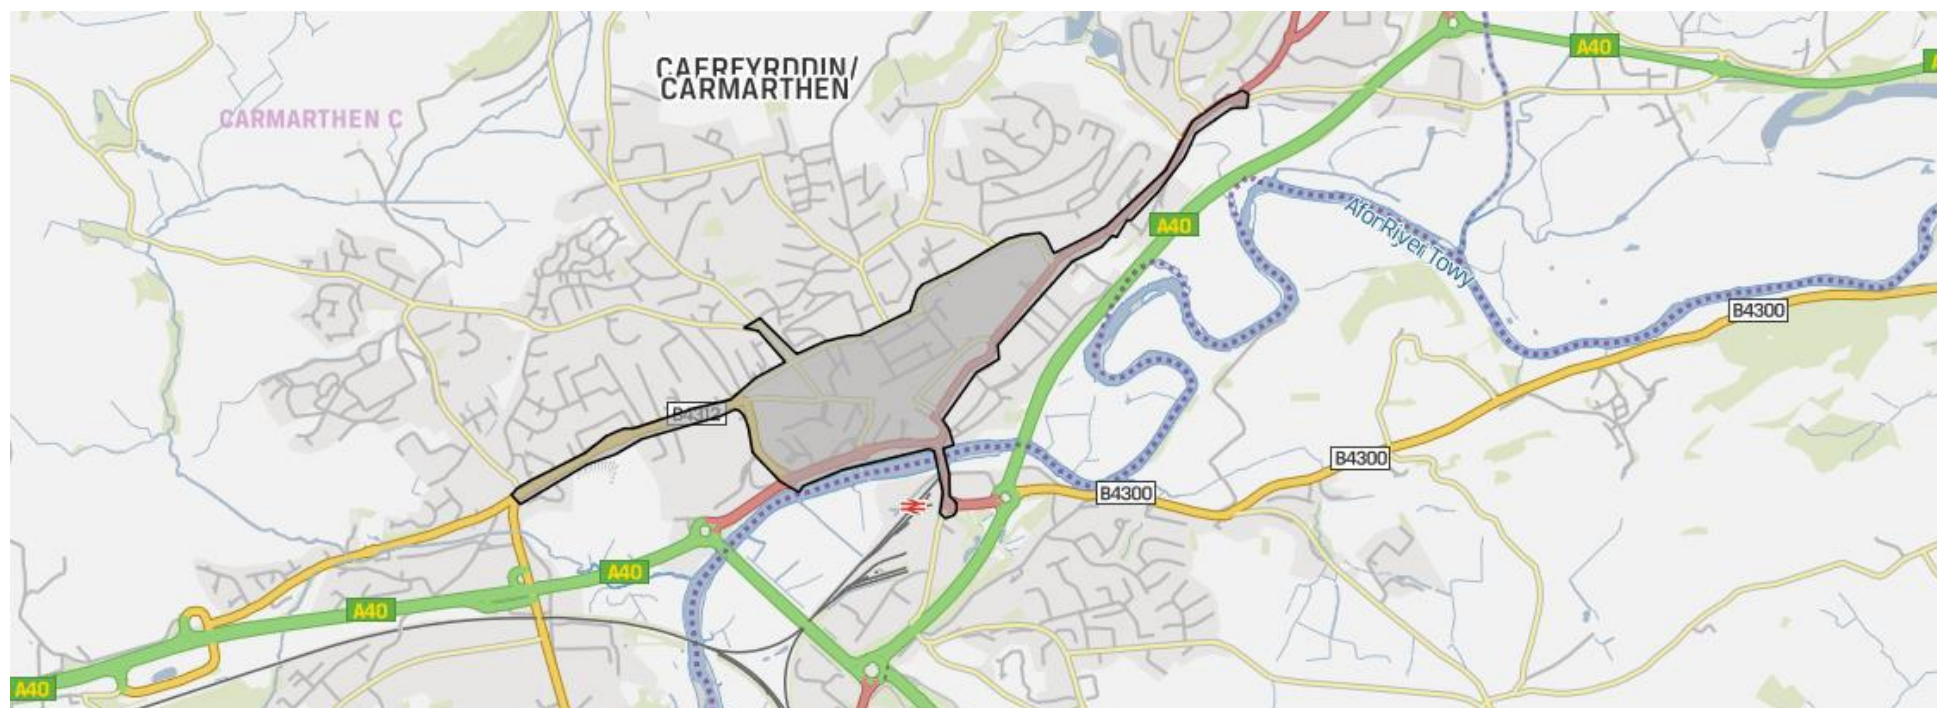 A40
CAERFYRDDIN/
CARMARTHEN
CARMARTHEN C
A40
Afon River Towy
B4300
B4312
B4300
B4300
A40
A40
A40